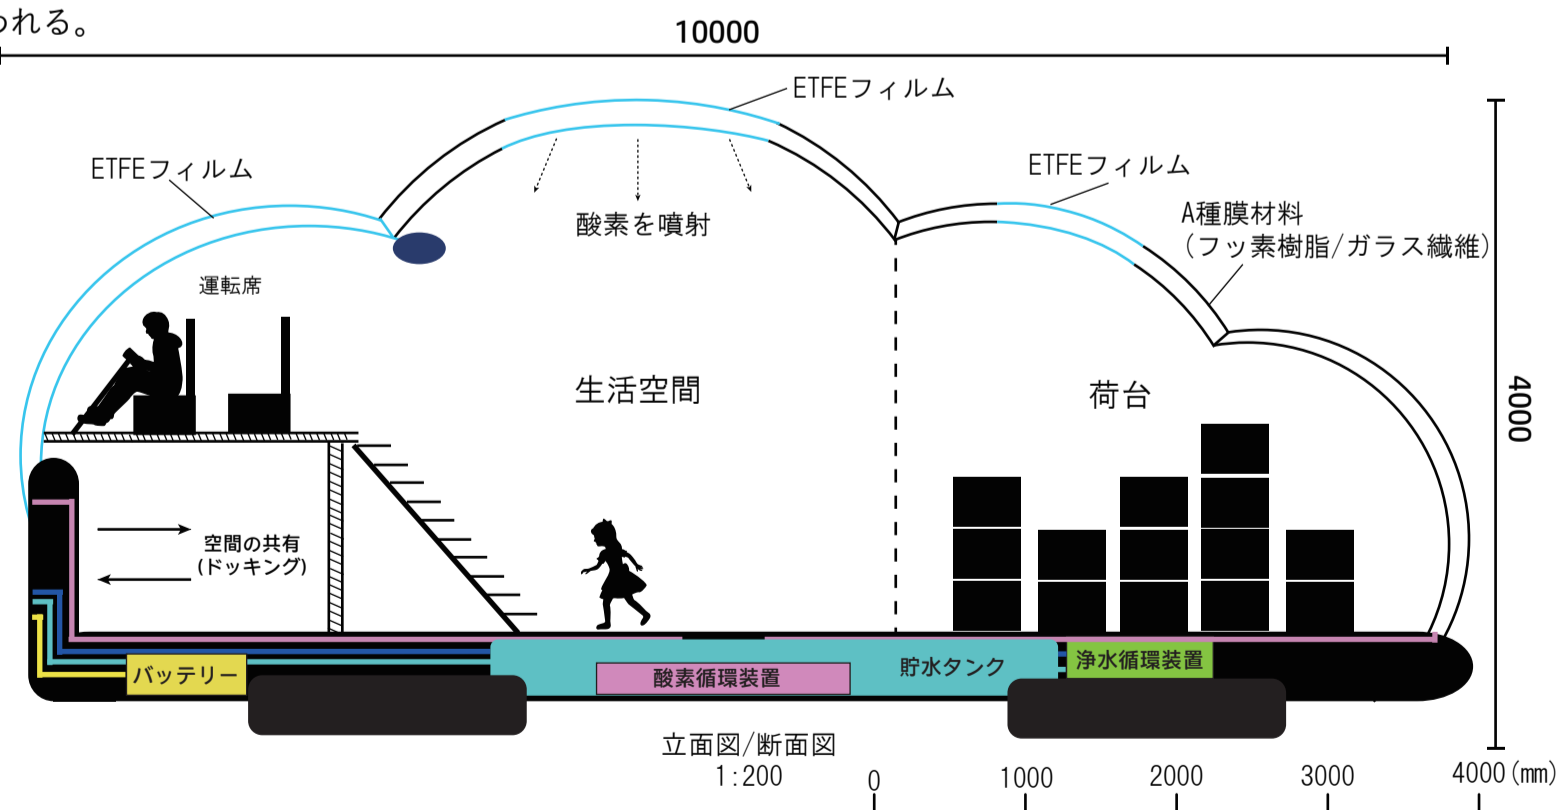 われる。
10000
ETFEフィルム
ETFEフィルム
ETFEフィルム
A種膜材料
(フッ素樹脂/ガラス繊維)
酸素を噴射
運転席
生活空間
荷台
4000
空間の共有
(ドッキング)
バッテリー
酸素循環装置
貯水タンク
浄水循環装置
立面図/断面図
1:200
0 1000 2000 3000 4000(mm)